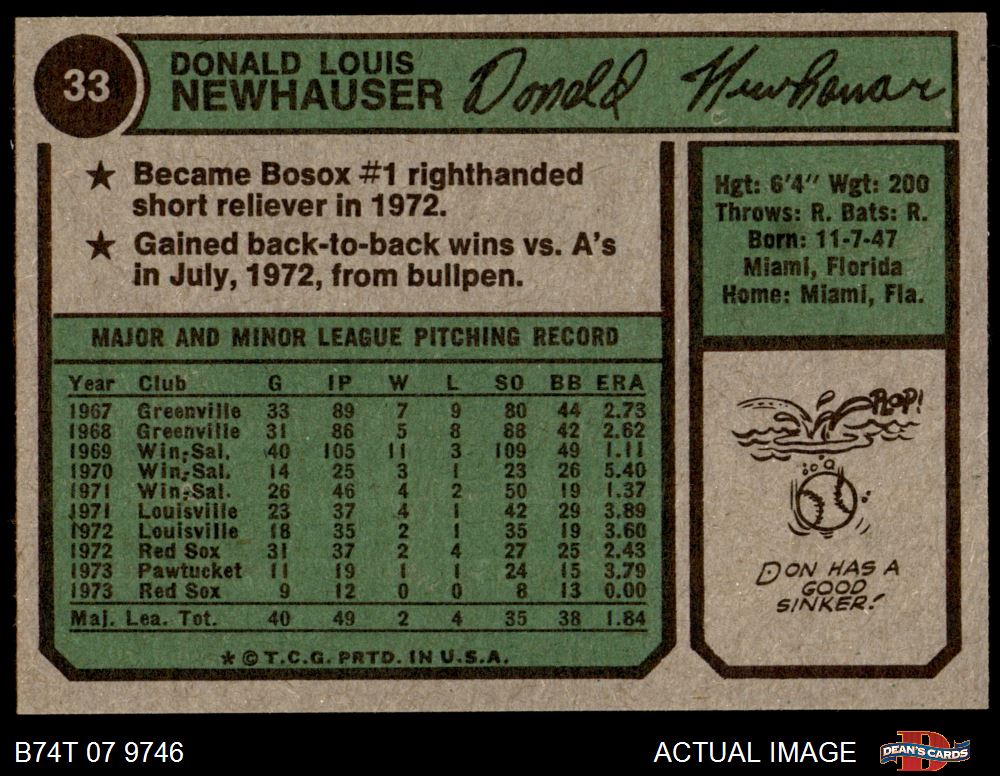 33
DONALD LOUIS
NEWHAUSER Donald Newhauser
★ Became Bosox #1 righthanded
short reliever in 1972.
★ Gained back-to-back wins vs. A's
in July, 1972, from bullpen.
Hgt: 6'4" Wgt: 200
Throws: R. Bats: R.
Born: 11-7-47
Miami, Florida
Home: Miami, Fla.
MAJOR AND MINOR LEAGUE PITCHING RECORD
Year Club G IP W L SO BB ERA
1967 Greenville 33 89 7 9 80 44 2.73
1968 Greenville 31 86 5 8 88 42 2.62
1969 Win.-Sal. 40 105 11 3 109 49 1.11
1970 Win.-Sal. 14 25 3 1 23 26 5.40
1971 Win.-Sal. 26 46 4 2 50 19 1.37
1971 Louisville 23 37 4 1 42 29 3.89
1972 Louisville 18 35 2 1 35 19 3.60
1972 Red Sox 31 37 2 4 27 25 2.43
1973 Pawtucket 11 19 1 1 24 15 3.79
1973 Red Sox 9 12 0 0 8 13 0.00
Maj. Lea. Tot. 40 49 2 4 35 38 1.84
★ © T.C.G. PRTD. IN U.S.A.
PLOP!
DON HAS A
GOOD
SINKER!
B74T 07 9746
ACTUAL IMAGE
DEAN'S CARDS